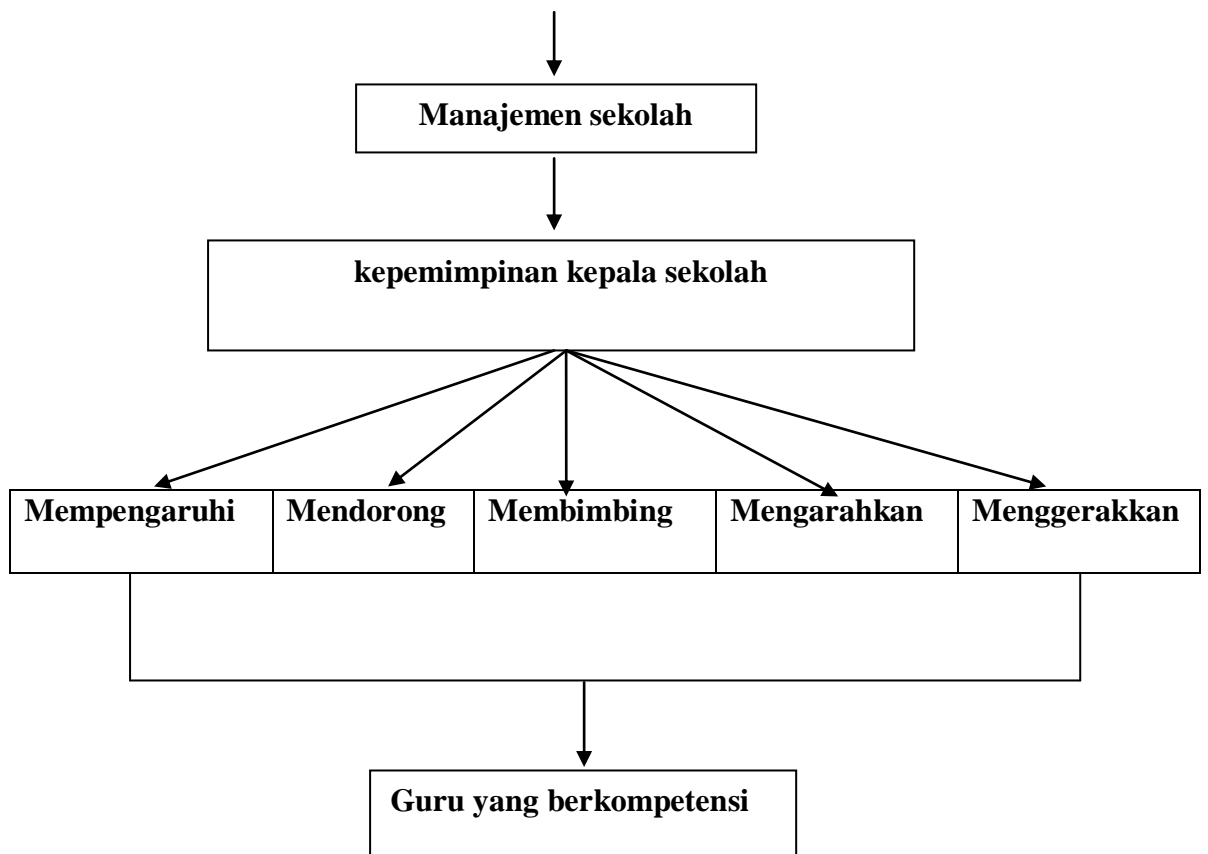 Manajemen sekolah
kepemimpinan kepala sekolah
Mempengaruhi Mendorong Membimbing Mengarahkan Menggerakkan
Guru yang berkompetensi